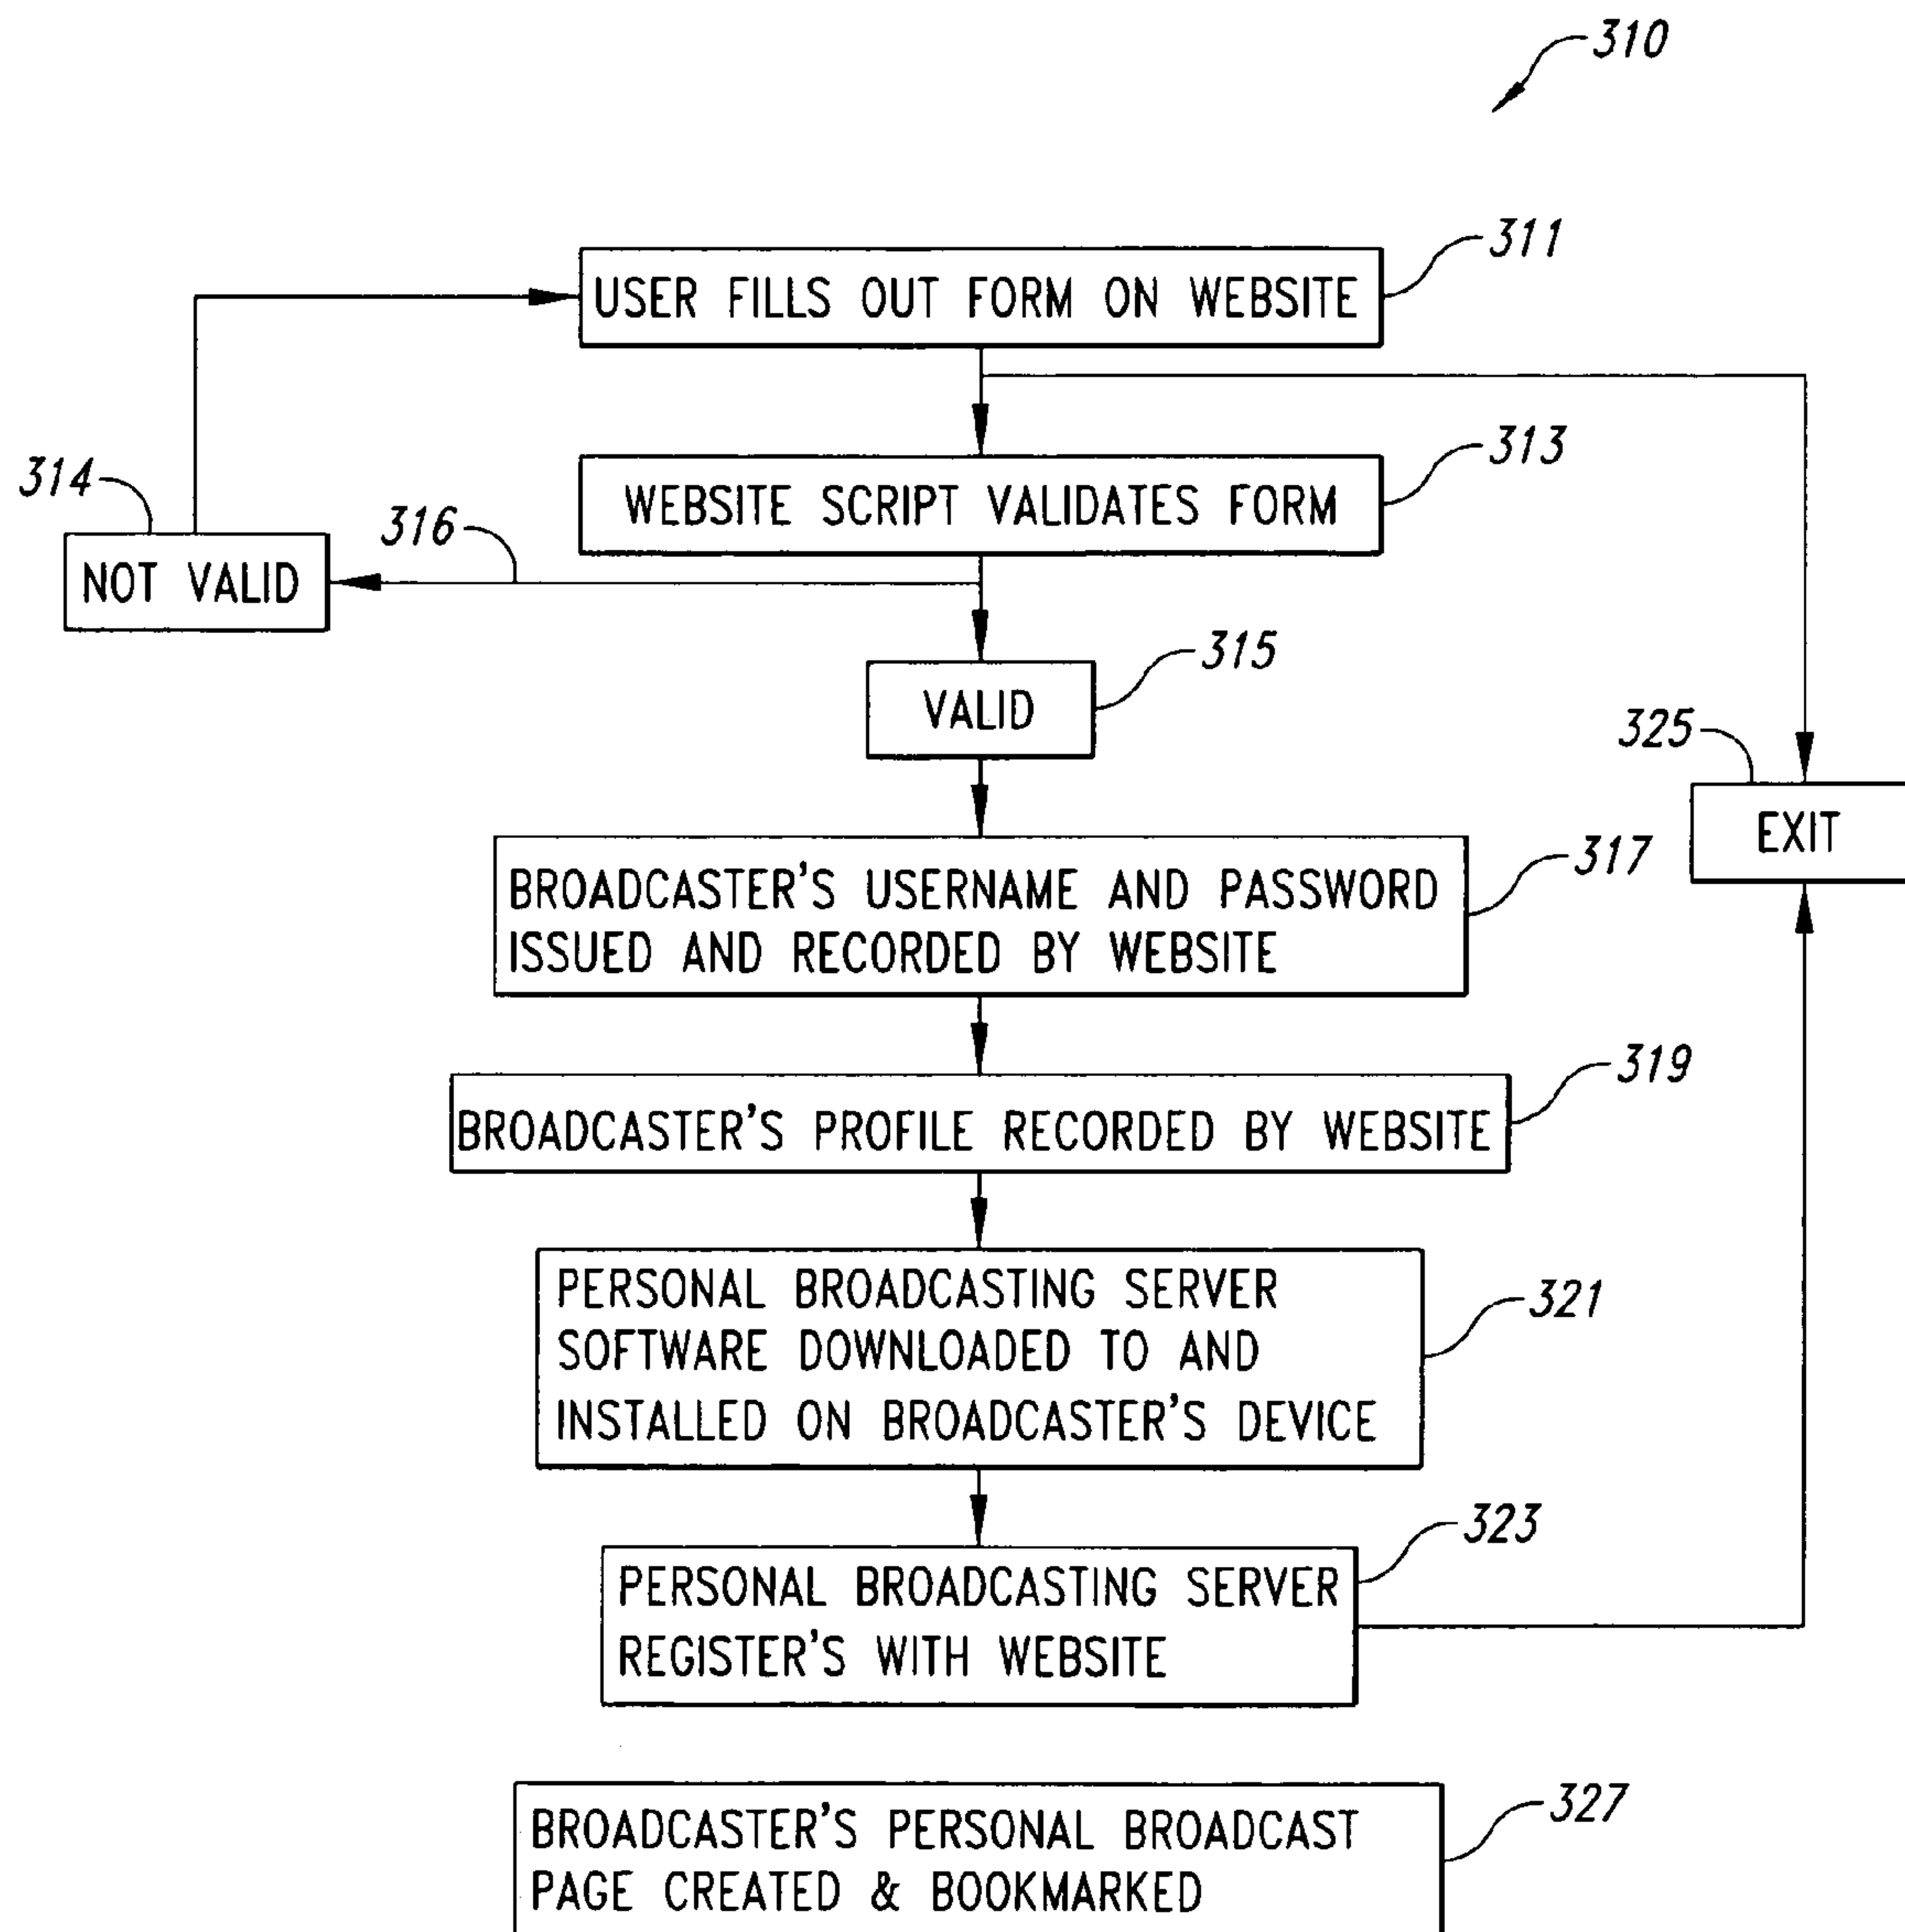 310
311
USER FILLS OUT FORM ON WEBSITE
313
WEBSITE SCRIPT VALIDATES FORM
314
316
NOT VALID
315
VALID
325
EXIT
317
BROADCASTER'S USERNAME AND PASSWORD
ISSUED AND RECORDED BY WEBSITE
319
BROADCASTER'S PROFILE RECORDED BY WEBSITE
321
PERSONAL BROADCASTING SERVER
SOFTWARE DOWNLOADED TO AND
INSTALLED ON BROADCASTER'S DEVICE
323
PERSONAL BROADCASTING SERVER
REGISTER'S WITH WEBSITE
327
BROADCASTER'S PERSONAL BROADCAST
PAGE CREATED & BOOKMARKED